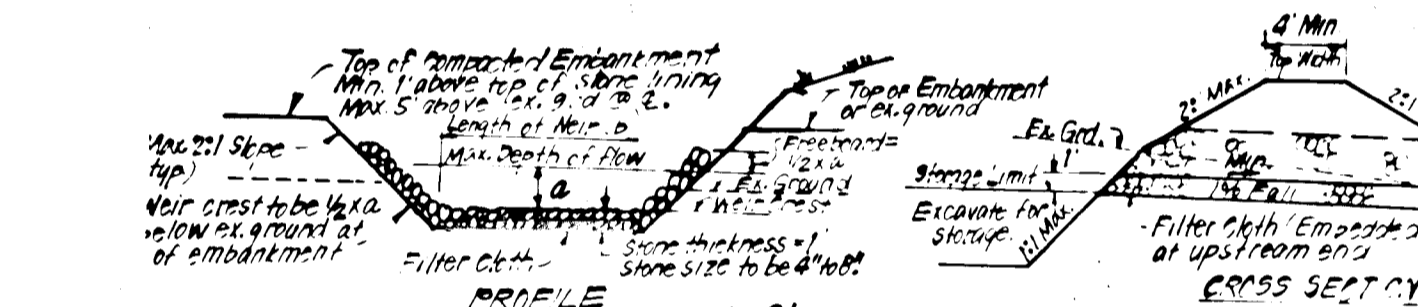 Top of compacted Embankment
Min. 1' above top of stone lining
Max. 5' above ex. grd @ ȼ.
Length of Weir b
Max. Depth of flow
Max 2:1 Slope
typ)
a
Weir crest to be 1/2 x a
below ex. ground at
of embankment
Filter Cloth
Stone thickness = 1'
Stone size to be 4" to 8".
Top of Embankment
or ex. ground
Freeboard=
1/2 x a
Ex. Ground
Weir Crest
PROFILE
4' Min
Top Width
2:1 Max.
2:1
Ex. Grd.
Min.
a
Storage Limit
1% Fall
Excavate for
storage.
1:1 Max.
Filter Cloth Embedded
at upstream end
CROSS SECTION